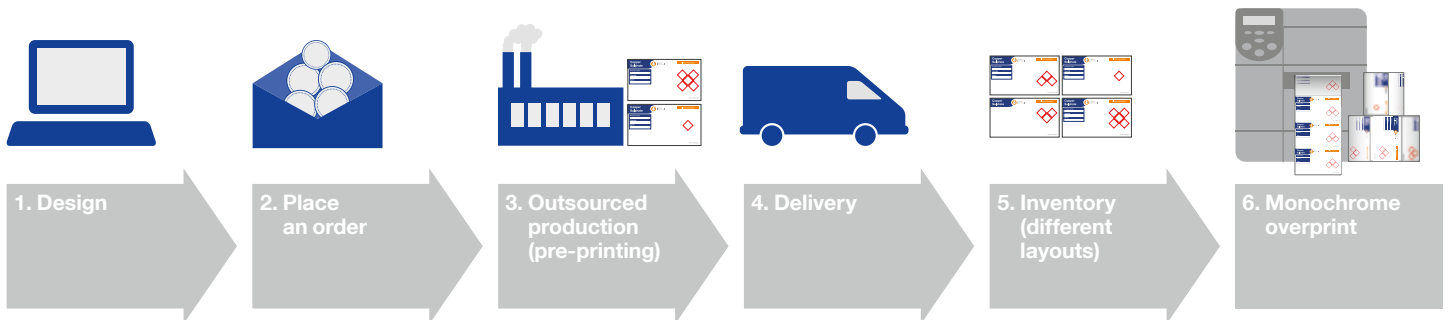 1. Design
2. Place
an order
3. Outsourced
production
(pre-printing)
4. Delivery
5. Inventory
(different
layouts)
6. Monochrome
overprint